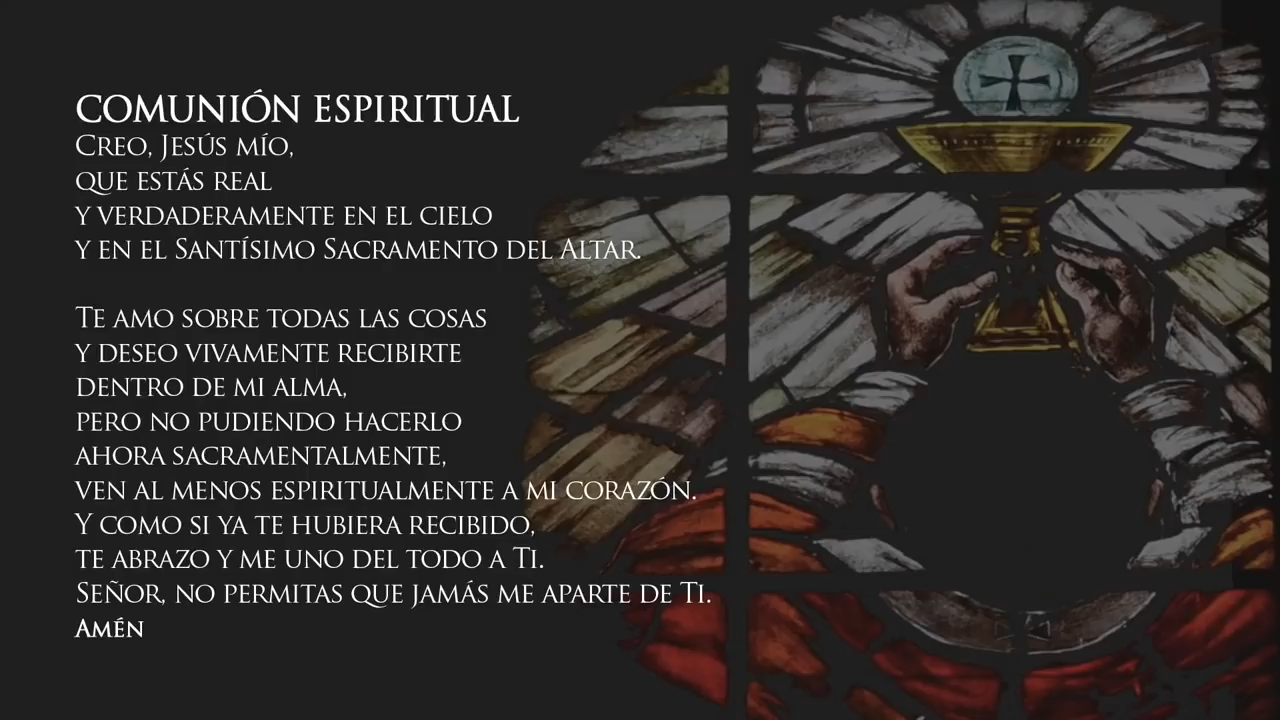 COMUNIÓN ESPIRITUAL
CREO, JESÚS MÍO,
QUE ESTÁS REAL
Y VERDADERAMENTE EN EL CIELO
Y EN EL SANTÍSIMO SACRAMENTO DEL ALTAR.
TE AMO SOBRE TODAS LAS COSAS
Y DESEO VIVAMENTE RECIBIRTE
DENTRO DE MI ALMA,
PERO NO PUDIENDO HACERLO
AHORA SACRAMENTALMENTE,
VEN AL MENOS ESPIRITUALMENTE A MI CORAZÓN.
Y COMO SI YA TE HUBIERA RECIBIDO,
TE ABRAZO Y ME UNO DEL TODO A TI.
SEÑOR, NO PERMITAS QUE JAMÁS ME APARTE DE TI.
AMÉN